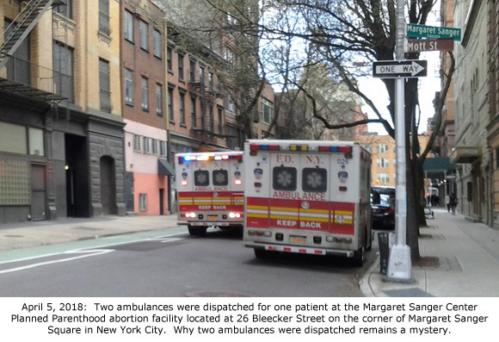 Margaret Sanger
Square
Mott ST
ONE WAY
F.D. N.Y.
AMBULANCE
KEEP BACK
KEEP BACK
April 5, 2018: Two ambulances were dispatched for one patient at the Margaret Sanger Center
Planned Parenthood abortion facility located at 26 Bleecker Street on the corner of Margaret Sanger
Square in New York City. Why two ambulances were dispatched remains a mystery.